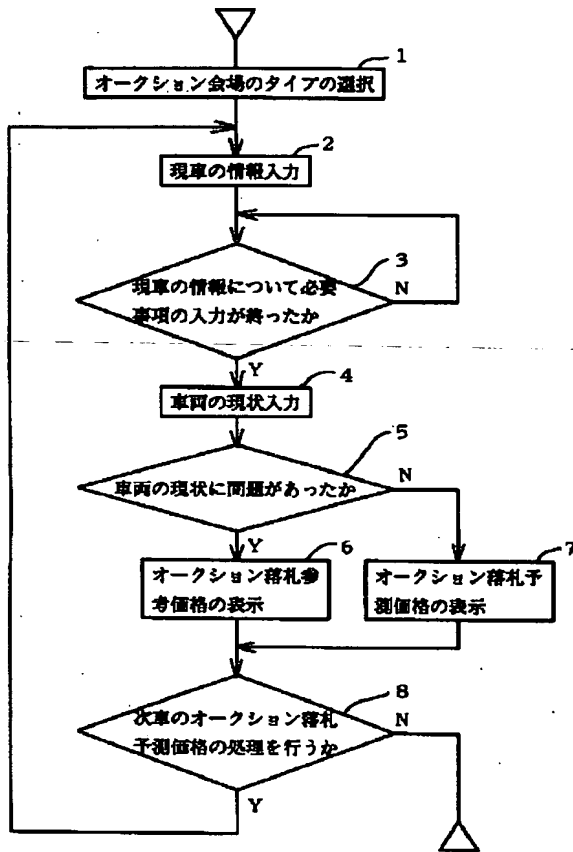 1
オークション会場のタイプの選択
2
現車の情報入力
3
現車の情報について必要
事項の入力が終ったか
N
Y
4
車両の現状入力
5
車両の現状に問題があったか
N
Y
6
オークション落札参
考価格の表示
7
オークション落札予
測価格の表示
8
次車のオークション落札
予測価格の処理を行うか
N
Y